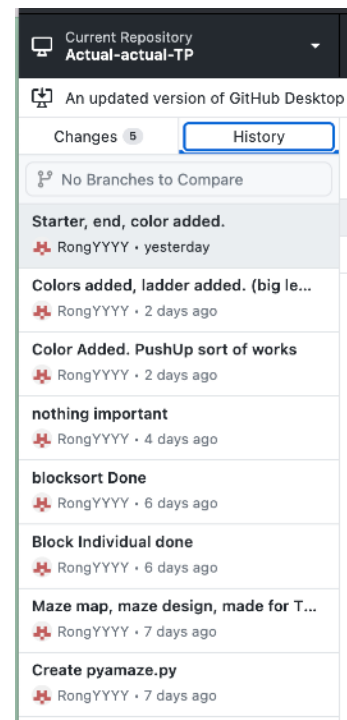 Current Repository
Actual-actual-TP
An updated version of GitHub Desktop
Changes 5 History
No Branches to Compare
Starter, end, color added.
RongYYYY · yesterday
Colors added, ladder added. (big le...
RongYYYY · 2 days ago
Color Added. PushUp sort of works
RongYYYY · 2 days ago
nothing important
RongYYYY · 4 days ago
blocksort Done
RongYYYY · 6 days ago
Block Individual done
RongYYYY · 6 days ago
Maze map, maze design, made for T...
RongYYYY · 7 days ago
Create pyamaze.py
RongYYYY · 7 days ago